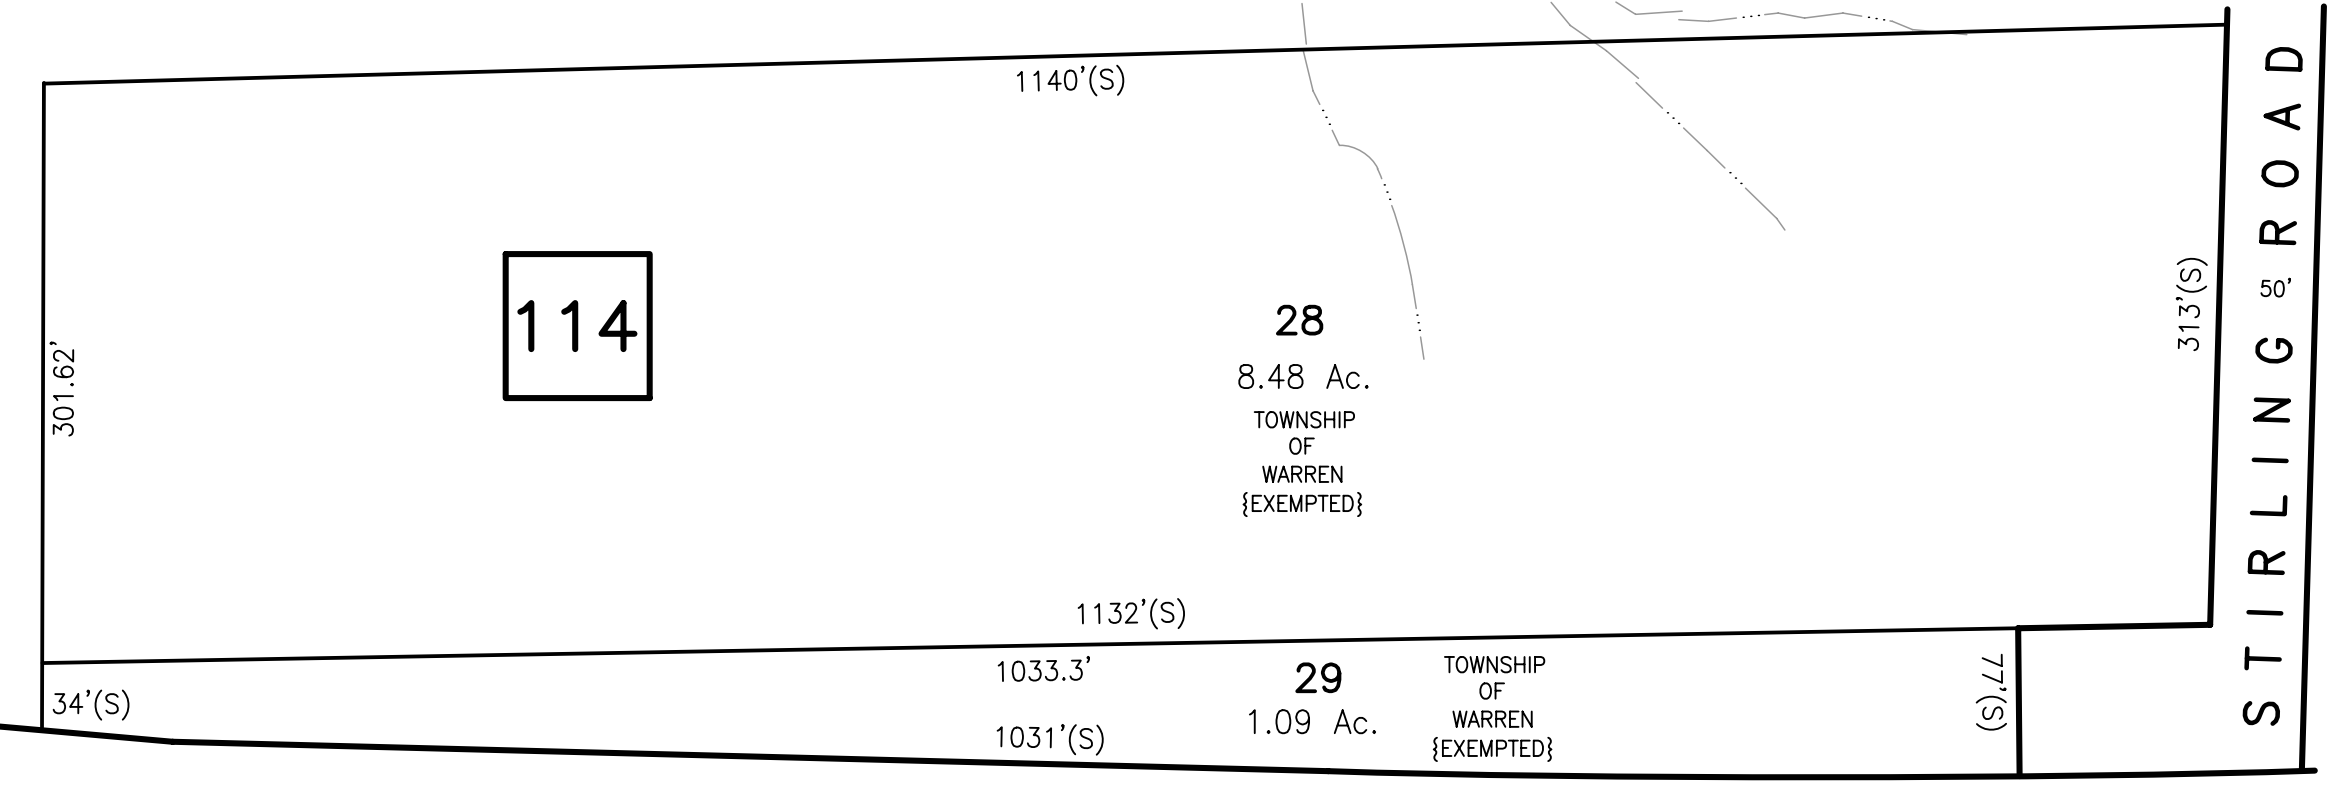 1140'(S)
114
301.62'
28
8.48 Ac.
TOWNSHIP
OF
WARREN
{EXEMPTED}
313'(S)
STIRLING ROAD
50'
1132'(S)
34'(S)
1033.3'
29
1.09 Ac.
1031'(S)
TOWNSHIP
OF
WARREN
{EXEMPTED}
77'(S)